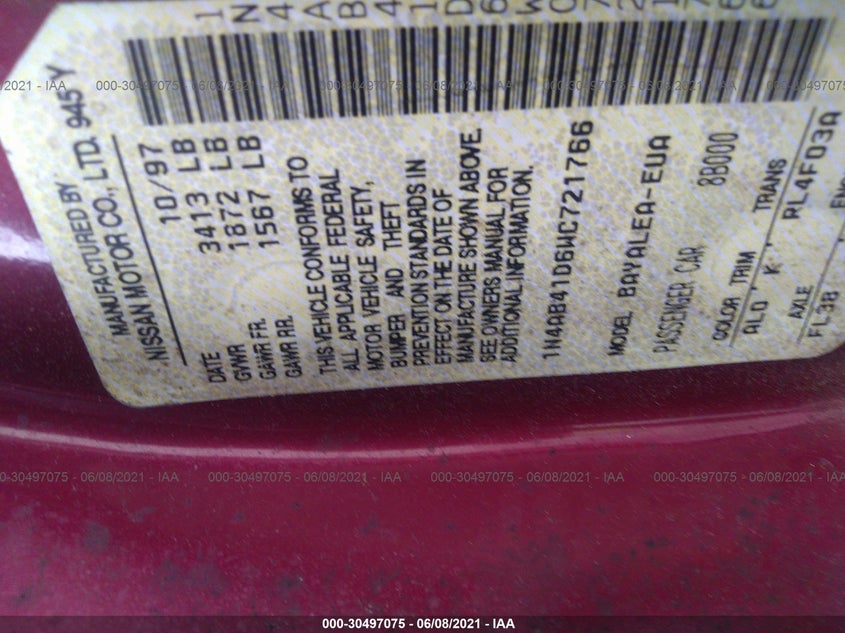 MANUFACTURED BY
NISSAN MOTOR CO., LTD. 945 Y
DATE 10/97
GVWR 3413 LB
GAWR FR. 1872 LB
GAWR RR. 1567 LB
THIS VEHICLE CONFORMS TO
ALL APPLICABLE FEDERAL
MOTOR VEHICLE SAFETY,
BUMPER AND THEFT
PREVENTION STANDARDS IN
EFFECT ON THE DATE OF
MANUFACTURE SHOWN ABOVE.
SEE OWNERS MANUAL FOR
ADDITIONAL INFORMATION.
1N4AB41D6WC721766
MODEL BAYALEA-EUA
PASSENGER CAR 8B000
COLOR TRIM TRANS
AL0 K RL4F03A
AXLE
FL38
000-30497075 - 06/08/2021 - IAA